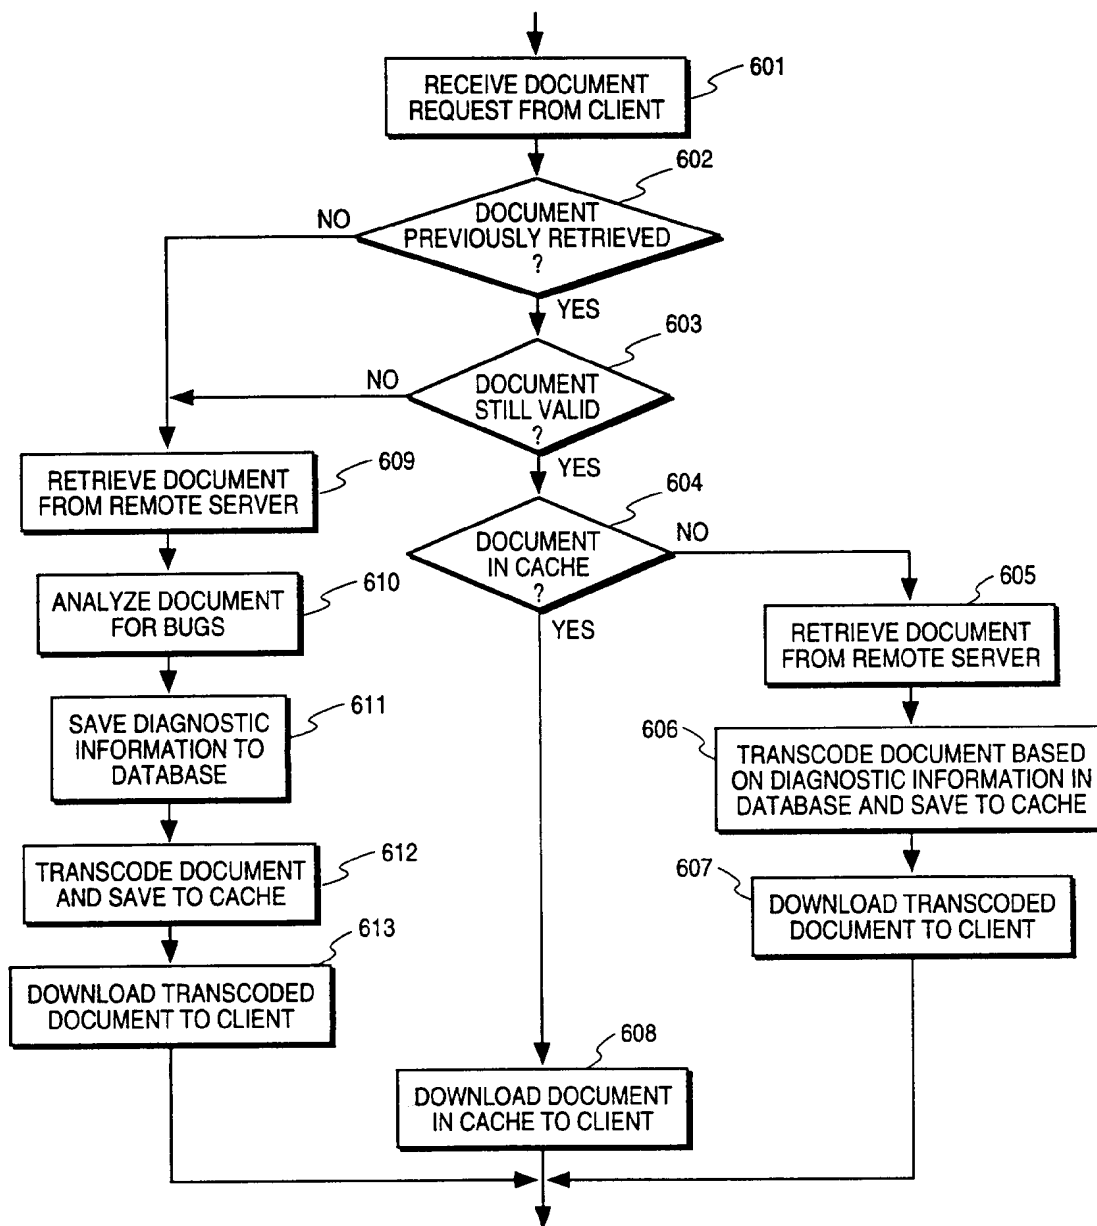 RECEIVE DOCUMENT
REQUEST FROM CLIENT
601
602
DOCUMENT
PREVIOUSLY RETRIEVED
?
NO
YES
603
DOCUMENT
STILL VALID
?
NO
YES
609
RETRIEVE DOCUMENT
FROM REMOTE SERVER
604
DOCUMENT
IN CACHE
?
NO
YES
610
ANALYZE DOCUMENT
FOR BUGS
605
RETRIEVE DOCUMENT
FROM REMOTE SERVER
611
SAVE DIAGNOSTIC
INFORMATION TO
DATABASE
606
TRANSCODE DOCUMENT BASED
ON DIAGNOSTIC INFORMATION IN
DATABASE AND SAVE TO CACHE
612
TRANSCODE DOCUMENT
AND SAVE TO CACHE
607
DOWNLOAD TRANSCODED
DOCUMENT TO CLIENT
613
DOWNLOAD TRANSCODED
DOCUMENT TO CLIENT
608
DOWNLOAD DOCUMENT
IN CACHE TO CLIENT